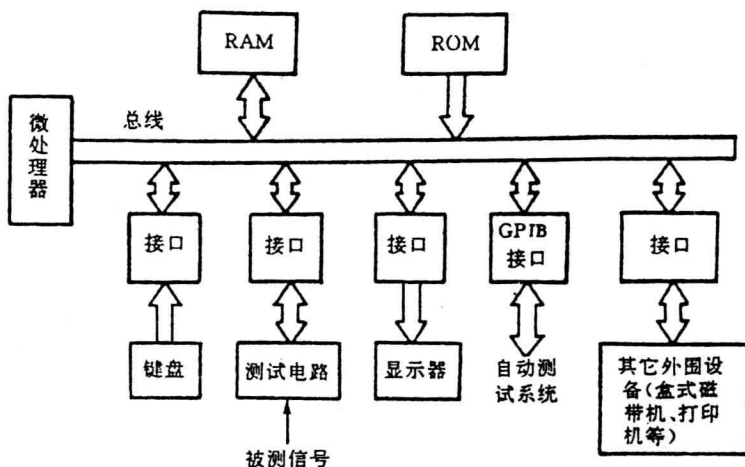 RAM
ROM
微
处
理
器
总线
接口
接口
接口
GPIB
接口
接口
键盘
测试电路
显示器
自动测
试系统
其它外围设
备(盒式磁
带机、打印
机等)
被测信号